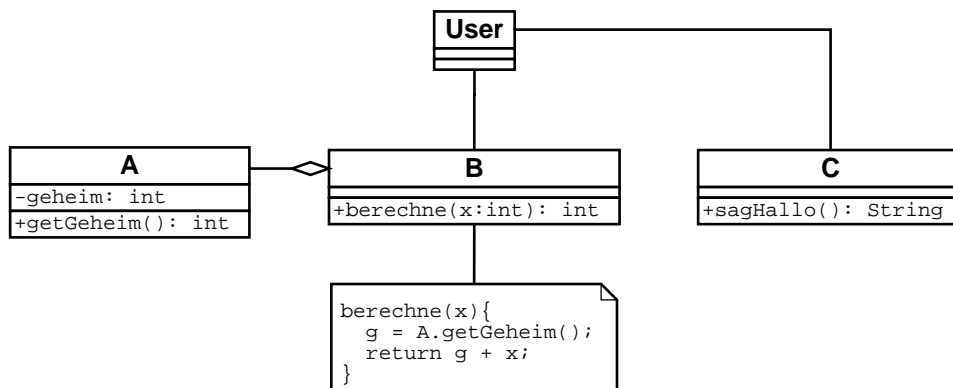 User
A
-geheim: int
+getGeheim(): int
B
+berechne(x:int): int
C
+sagHallo(): String
berechne(x){
g = A.getGeheim();
return g + x;
}